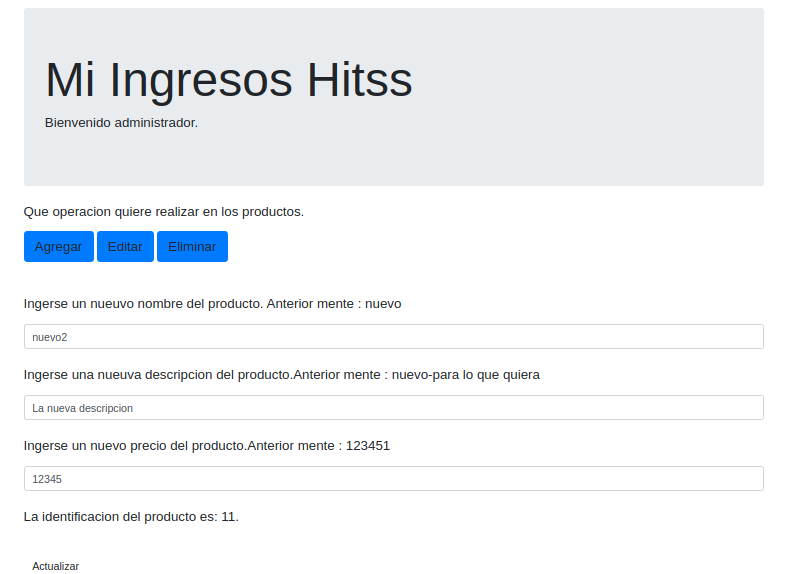 Mi Ingresos Hitss
Bienvenido administrador.
Que operacion quiere realizar en los productos.
Agregar Editar Eliminar
Ingerse un nueuvo nombre del producto. Anterior mente : nuevo
nuevo2
Ingerse una nueuva descripcion del producto.Anterior mente : nuevo-para lo que quiera
La nueva descripcion
Ingerse un nuevo precio del producto.Anterior mente : 123451
12345
La identificacion del producto es: 11.
Actualizar